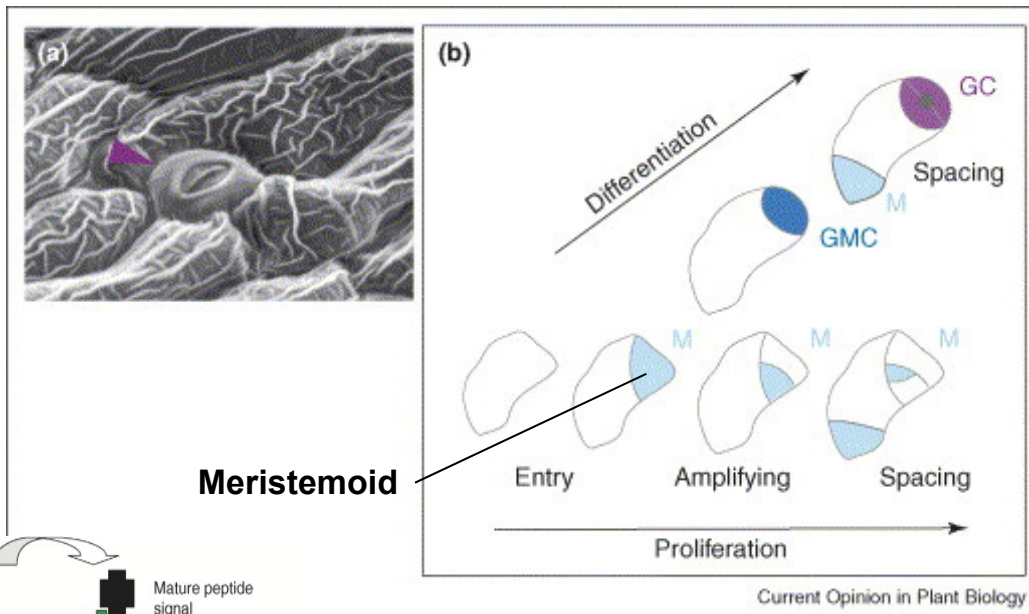 (a)
(b)
Differentiation
GC
Spacing
M
GMC
M
M
M
Meristemoid
Entry
Amplifying
Spacing
Proliferation
Mature peptide
signal
Current Opinion in Plant Biology